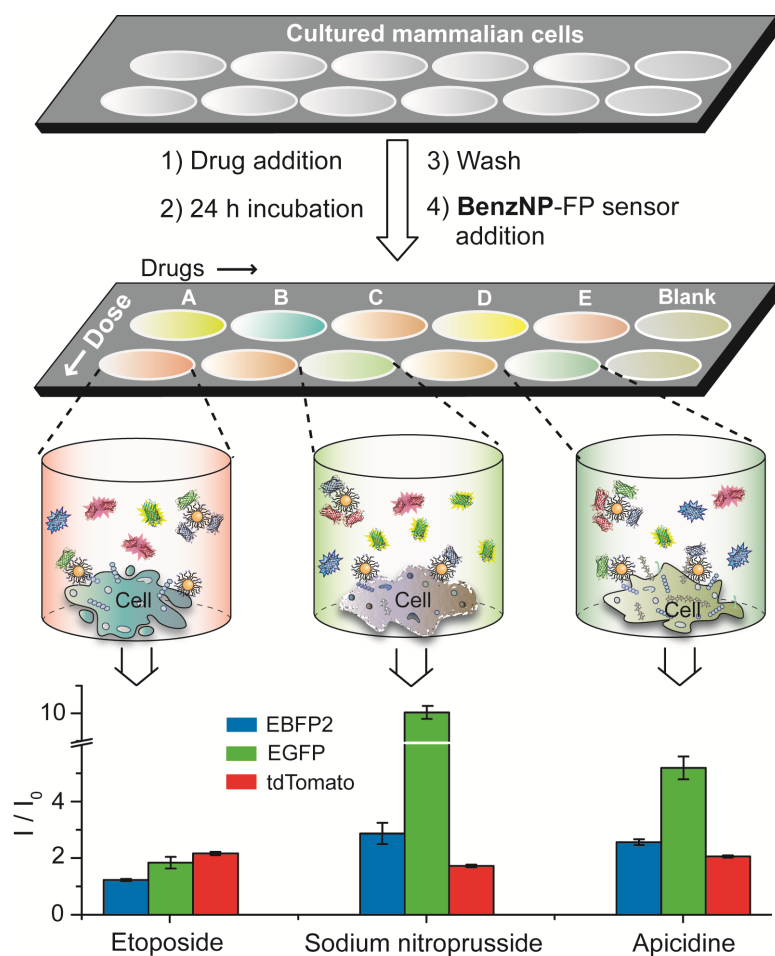 Cultured mammalian cells
1) Drug addition
2) 24 h incubation
3) Wash
4) BenzNP-FP sensor
addition
Drugs →
← Dose
A B C D E Blank
Cell
Cell
Cell
I / I0
10
4
2
0
EBFP2
EGFP
tdTomato
Etoposide Sodium nitroprusside Apicidine